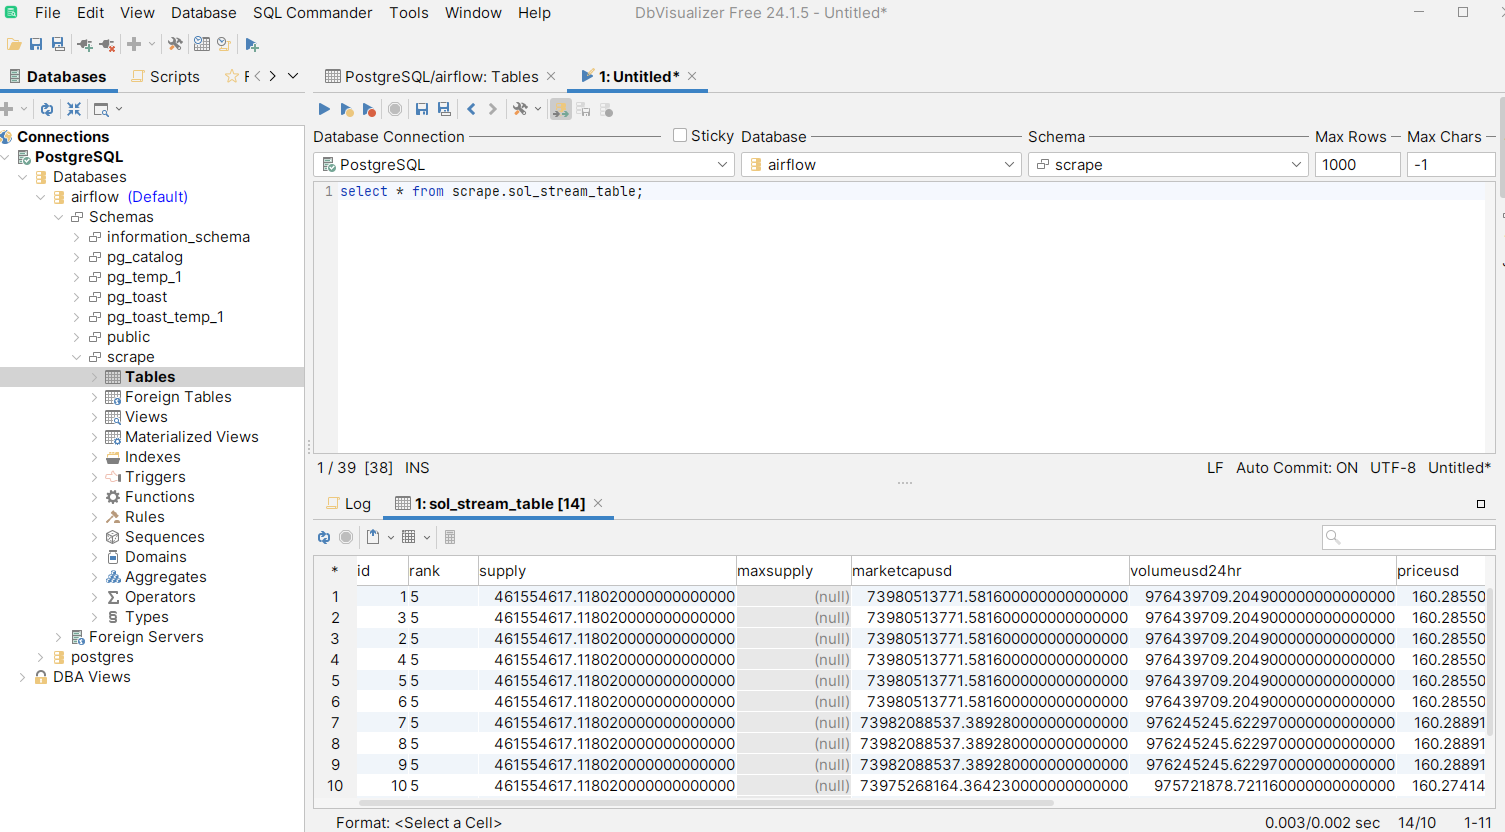 File Edit View Database SQL Commander Tools Window Help DbVisualizer Free 24.1.5 - Untitled*
Databases Scripts PostgreSQL/airflow: Tables 1: Untitled*
Connections
PostgreSQL
Databases
airflow (Default)
Schemas
information_schema
pg_catalog
pg_temp_1
pg_toast
pg_toast_temp_1
public
scrape
Tables
Foreign Tables
Views
Materialized Views
Indexes
Triggers
Functions
Rules
Sequences
Domains
Aggregates
Operators
Types
Foreign Servers
postgres
DBA Views
Database Connection Sticky Database Schema Max Rows Max Chars
PostgreSQL airflow scrape 1000 -1
1 select * from scrape.sol_stream_table;
1 / 39 [38] INS LF Auto Commit: ON UTF-8 Untitled*
Log 1: sol_stream_table [14]
* id rank supply maxsupply marketcapusd volumeusd24hr priceusd
1 1 5 461554617.118020000000000000 (null) 73980513771.581600000000000000 976439709.204900000000000000 160.28550
2 3 5 461554617.118020000000000000 (null) 73980513771.581600000000000000 976439709.204900000000000000 160.28550
3 2 5 461554617.118020000000000000 (null) 73980513771.581600000000000000 976439709.204900000000000000 160.28550
4 4 5 461554617.118020000000000000 (null) 73980513771.581600000000000000 976439709.204900000000000000 160.28550
5 5 5 461554617.118020000000000000 (null) 73980513771.581600000000000000 976439709.204900000000000000 160.28550
6 6 5 461554617.118020000000000000 (null) 73980513771.581600000000000000 976439709.204900000000000000 160.28550
7 7 5 461554617.118020000000000000 (null) 73982088537.389280000000000000 976245245.622970000000000000 160.28891
8 8 5 461554617.118020000000000000 (null) 73982088537.389280000000000000 976245245.622970000000000000 160.28891
9 9 5 461554617.118020000000000000 (null) 73982088537.389280000000000000 976245245.622970000000000000 160.28891
10 10 5 461554617.118020000000000000 (null) 73975268164.364230000000000000 975721878.721160000000000000 160.27414
Format: <Select a Cell> 0.003/0.002 sec 14/10 1-11